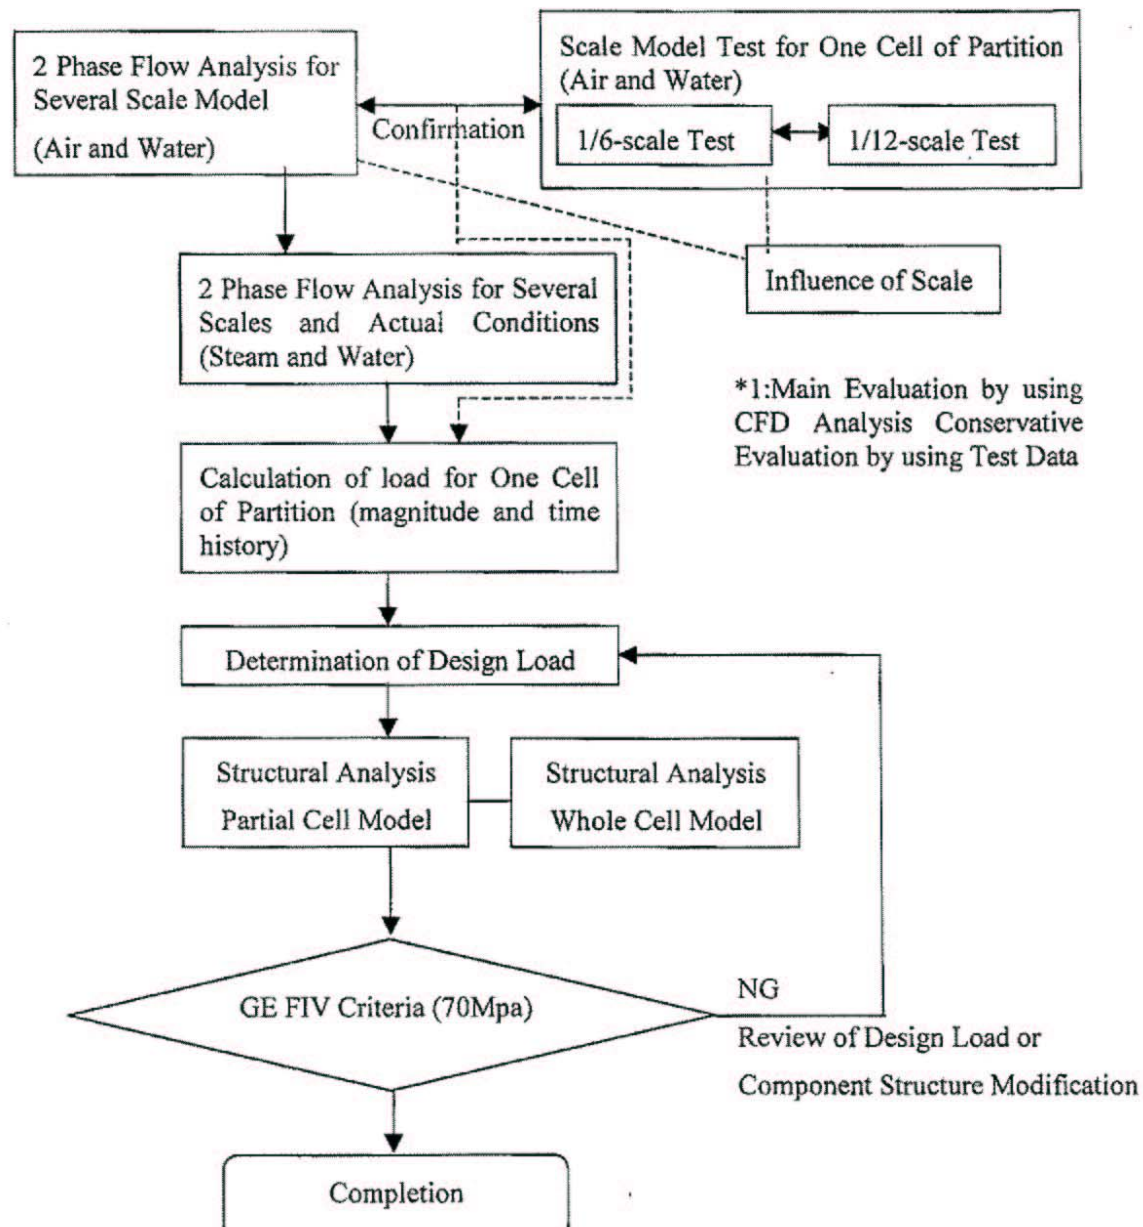 2 Phase Flow Analysis for
Several Scale Model
(Air and Water)
Confirmation
Scale Model Test for One Cell of Partition
(Air and Water)
1/6-scale Test
1/12-scale Test
Influence of Scale
2 Phase Flow Analysis for Several
Scales and Actual Conditions
(Steam and Water)
*1:Main Evaluation by using
CFD Analysis Conservative
Evaluation by using Test Data
Calculation of load for One Cell
of Partition (magnitude and time
history)
Determination of Design Load
Structural Analysis
Partial Cell Model
Structural Analysis
Whole Cell Model
GE FIV Criteria (70Mpa)
NG
Review of Design Load or
Component Structure Modification
Completion